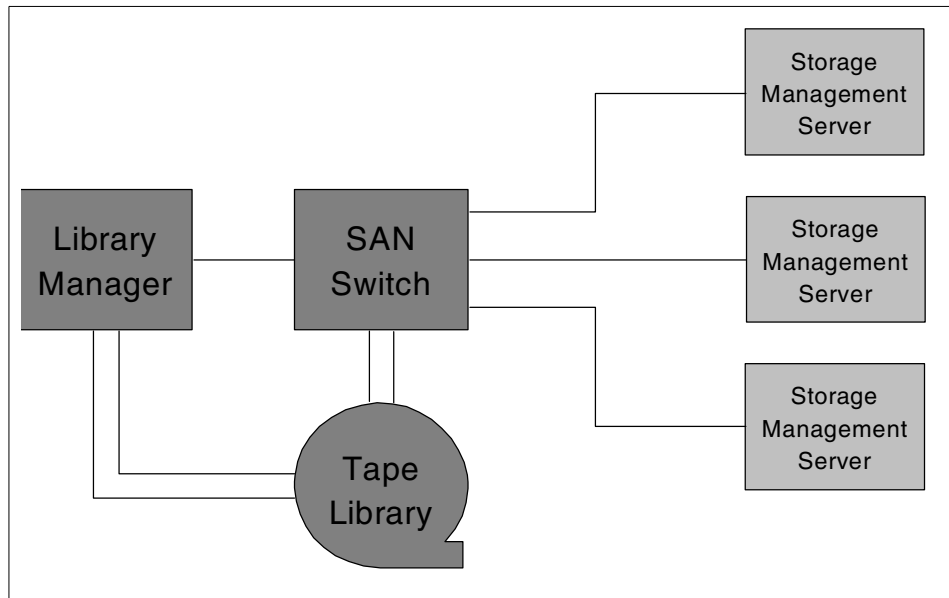 Storage
Management
Server
Library
Manager
SAN
Switch
Storage
Management
Server
Tape
Library
Storage
Management
Server